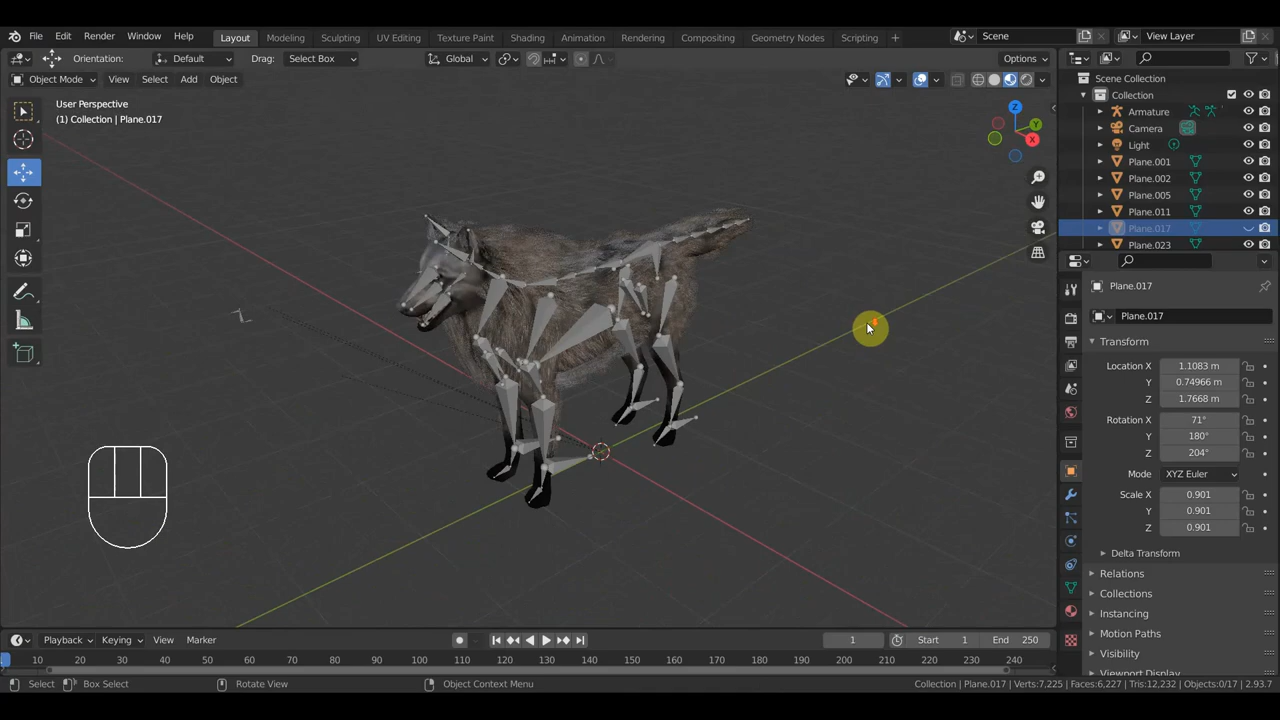 File Edit Render Window Help Layout Modeling Sculpting UV Editing Texture Paint Shading Animation Rendering Compositing Geometry Nodes Scripting + Scene View Layer
Orientation: Default Drag: Select Box Global Options
Object Mode View Select Add Object
User Perspective
(1) Collection | Plane.017
Z
Y
X
Scene Collection
Collection
Armature
Camera
Light
Plane.001
Plane.002
Plane.005
Plane.011
Plane.017
Plane.023
Plane.017
Plane.017
Transform
Location X 1.1083 m
Y 0.74966 m
Z 1.7668 m
Rotation X 71°
Y 180°
Z 204°
Mode XYZ Euler
Scale X 0.901
Y 0.901
Z 0.901
Delta Transform
Relations
Collections
Instancing
Motion Paths
Visibility
Viewport Display
Playback Keying View Marker 1 Start 1 End 250
10 20 30 40 50 60 70 80 90 100 110 120 130 140 150 160 170 180 190 200 210 220 230 240
Select Box Select Rotate View Object Context Menu Collection | Plane.017 | Verts:7,225 | Faces:6,227 | Tris:12,232 | Objects:0/17 | 2.93.7